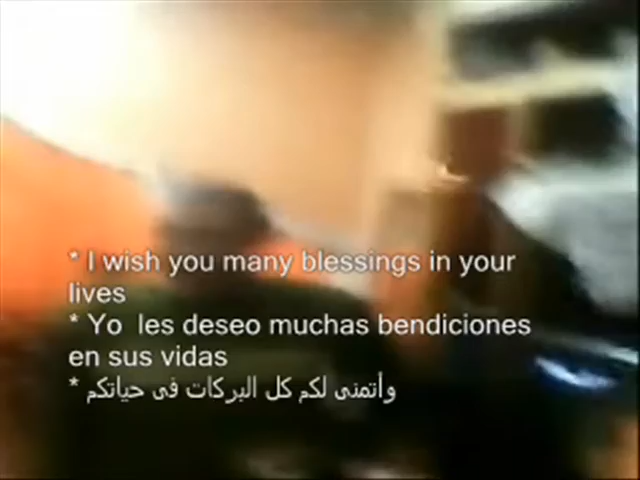 * I wish you many blessings in your
lives
* Yo les deseo muchas bendiciones
en sus vidas
* وأتمنى لكم كل البركات فى حياتكم